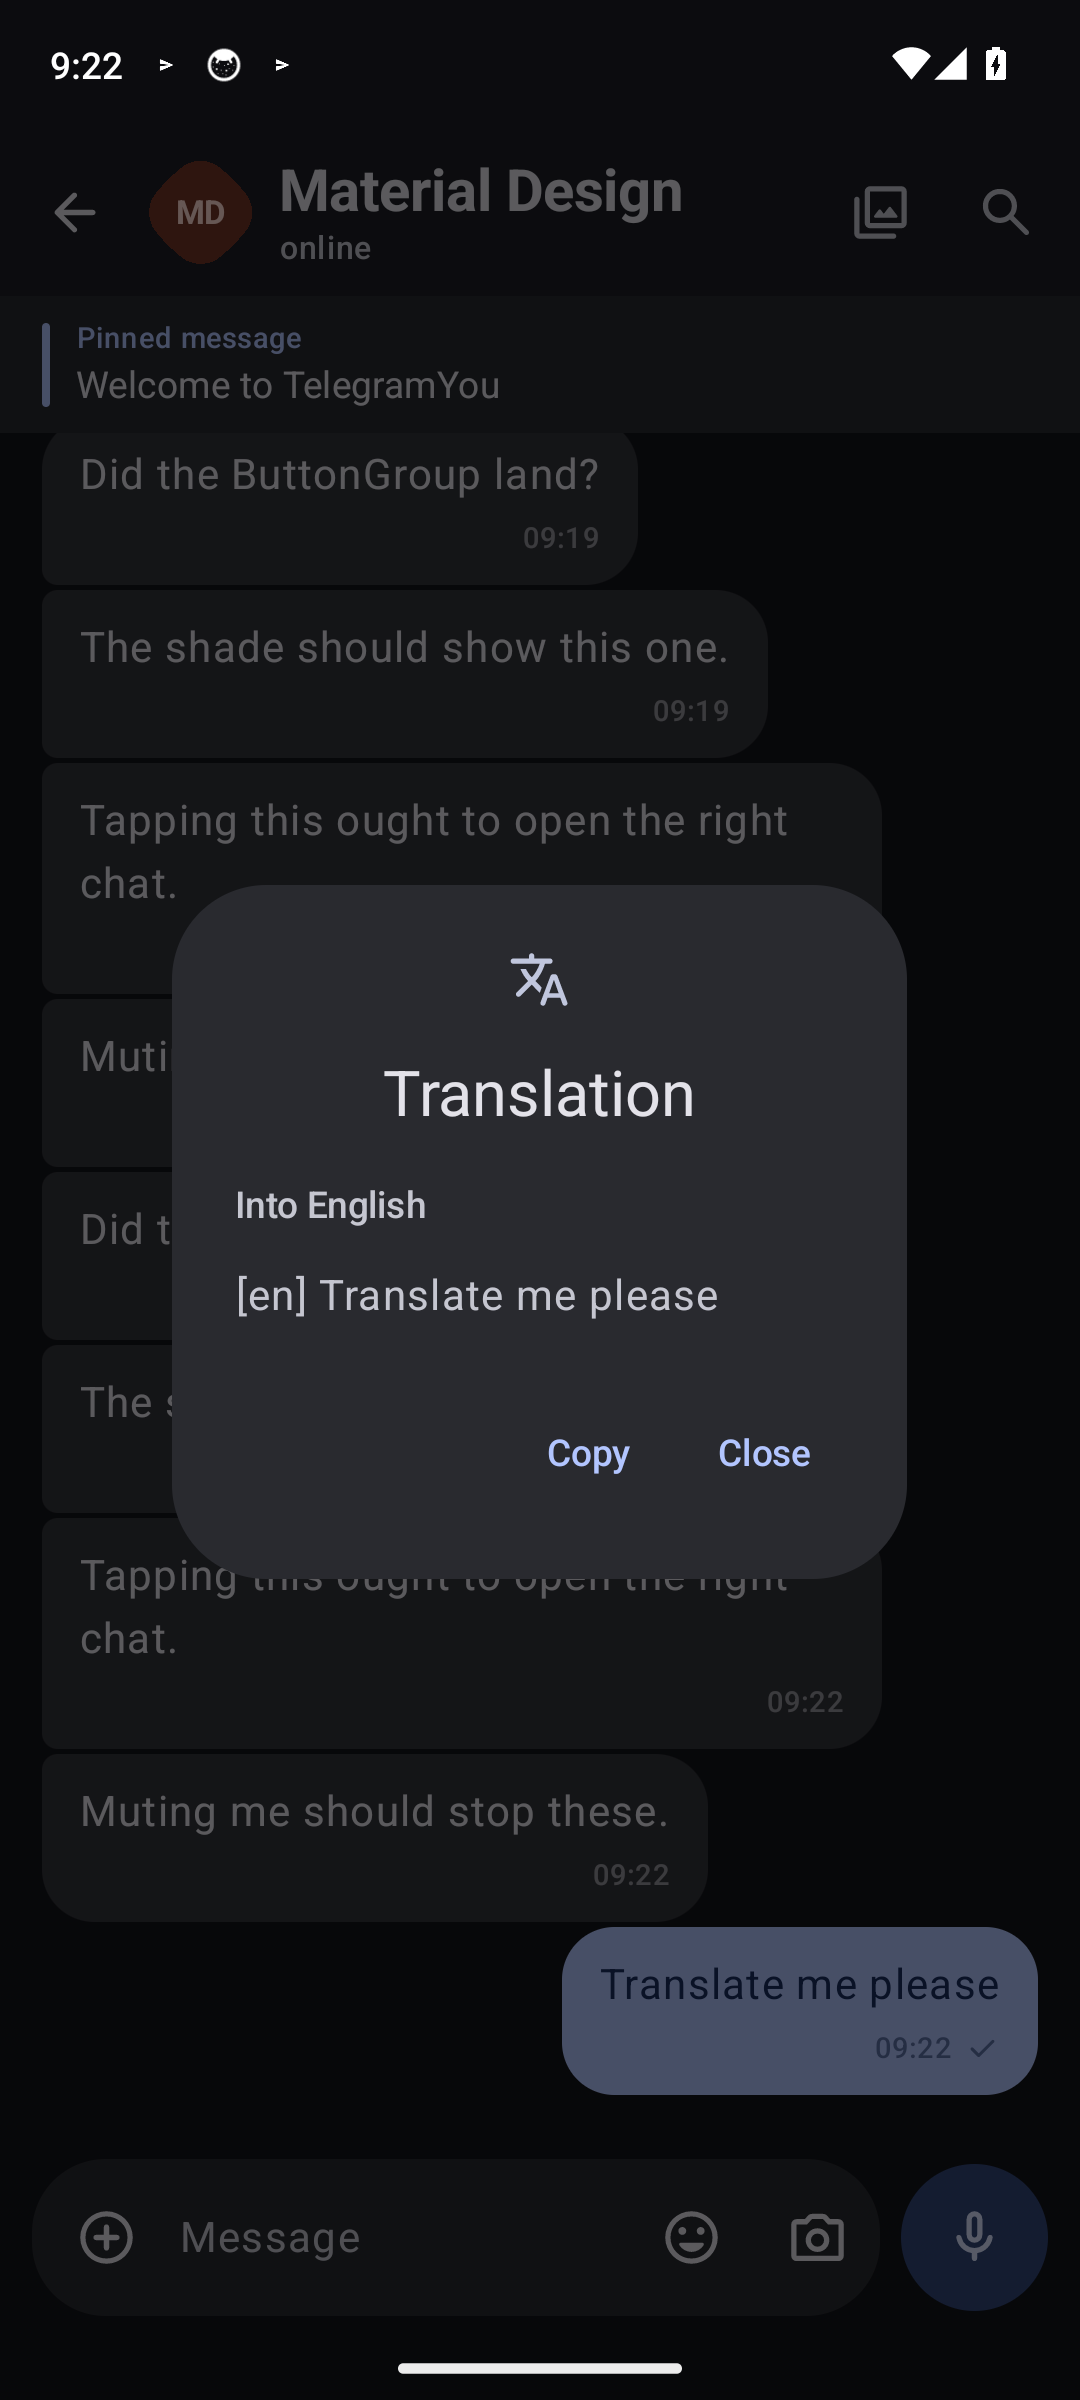 9:22
MD
Material Design
online
Pinned message
Welcome to TelegramYou
Did the ButtonGroup land?
09:19
The shade should show this one.
09:19
Tapping this ought to open the right
chat.
Muti
Did t
The s
Translation
Into English
[en] Translate me please
Copy
Close
Tapping this ought to open the right
chat.
09:22
Muting me should stop these.
09:22
Translate me please
09:22
Message